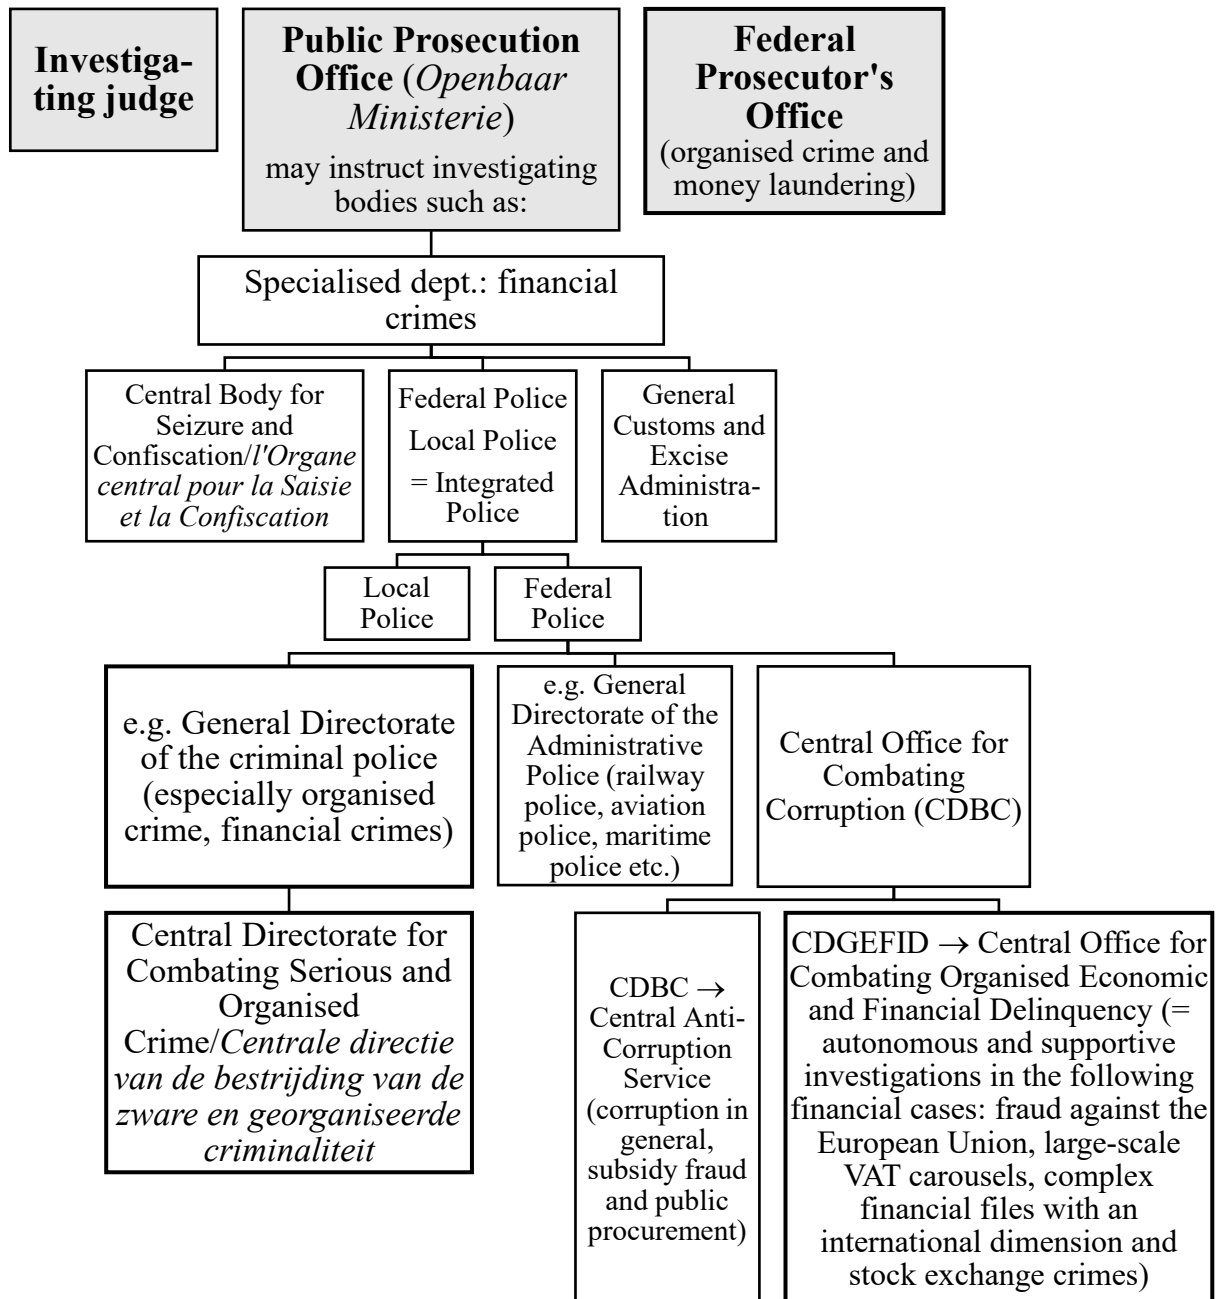 Investiga-
ting judge
Public Prosecution
Office (Openbaar
Ministerie)
may instruct investigating
bodies such as:
Federal
Prosecutor's
Office
(organised crime and
money laundering)
Specialised dept.: financial
crimes
Central Body for
Seizure and
Confiscation/l'Organe
central pour la Saisie
et la Confiscation
Federal Police
Local Police
= Integrated
Police
General
Customs and
Excise
Administra-
tion
Local
Police
Federal
Police
e.g. General Directorate
of the criminal police
(especially organised
crime, financial crimes)
e.g. General
Directorate of the
Administrative
Police (railway
police, aviation
police, maritime
police etc.)
Central Office for
Combating
Corruption (CDBC)
Central Directorate for
Combating Serious and
Organised
Crime/Centrale directie
van de bestrijding van de
zware en georganiseerde
criminaliteit
CDBC →
Central Anti-
Corruption
Service
(corruption in
general,
subsidy fraud
and public
procurement)
CDGEFID → Central Office for
Combating Organised Economic
and Financial Delinquency (=
autonomous and supportive
investigations in the following
financial cases: fraud against the
European Union, large-scale
VAT carousels, complex
financial files with an
international dimension and
stock exchange crimes)